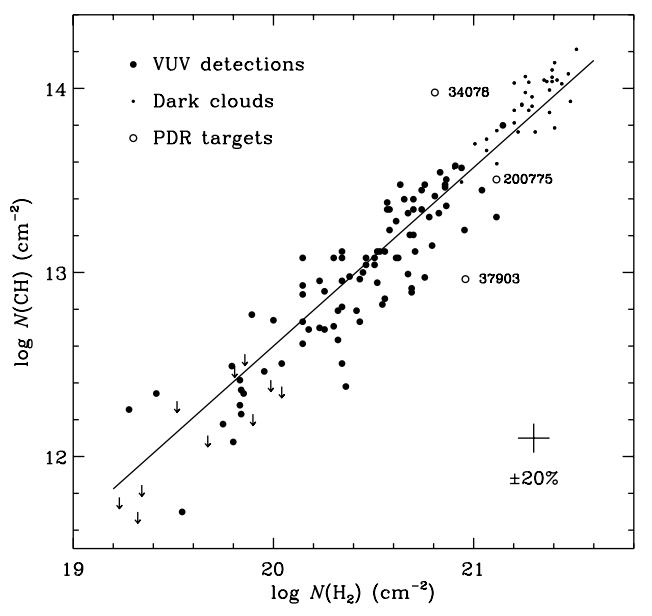 VUV detections
Dark clouds
PDR targets
34078
200775
37903
±20%
14
13
12
log N(CH) (cm⁻²)
19
20
21
log N(H₂) (cm⁻²)